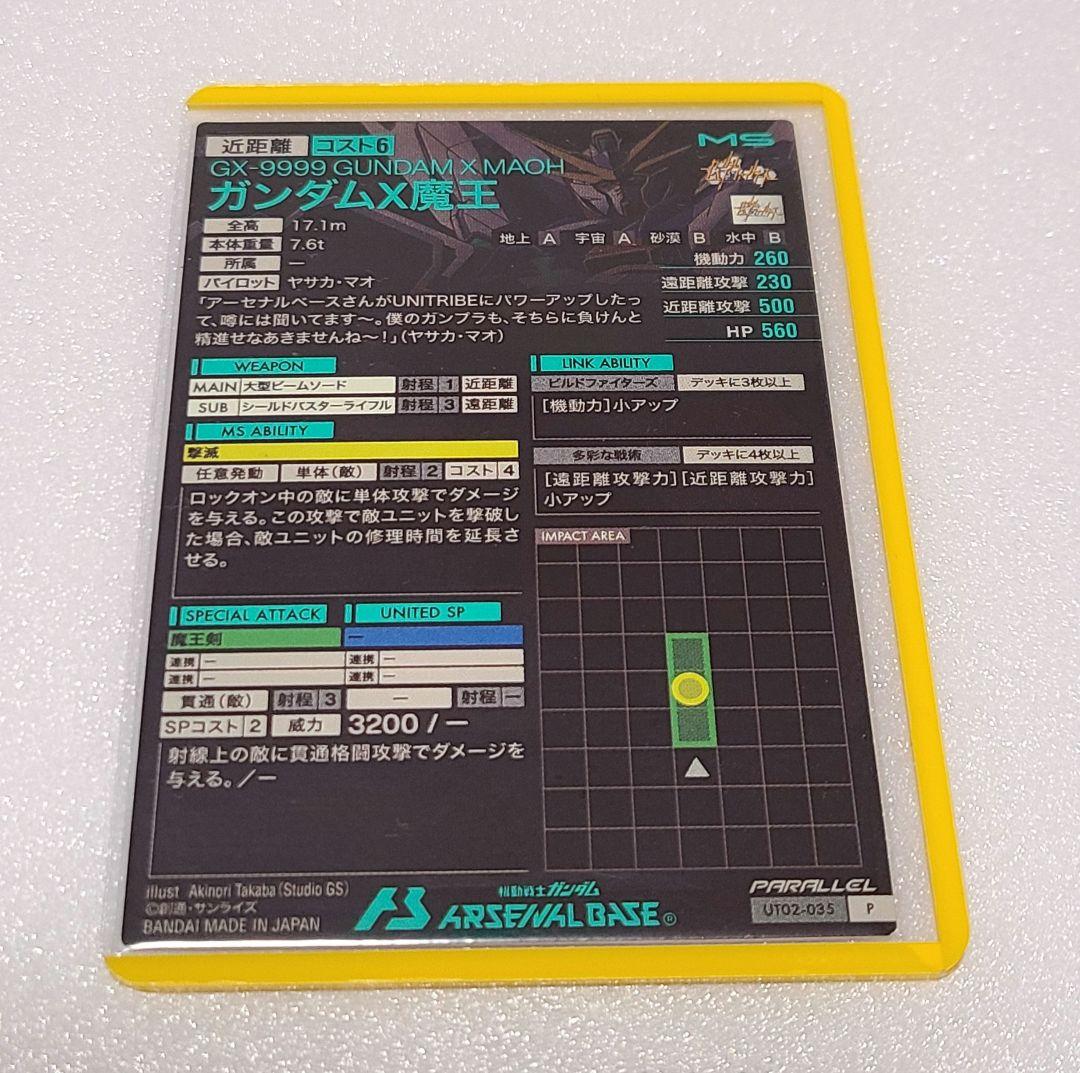 近距離 コスト6
MS
GX-9999 GUNDAM X MAOH
ガンダムX魔王
全高 17.1m
本体重量 7.6t
所属 ー
パイロット ヤサカ・マオ
地上 A 宇宙 A 砂漠 B 水中 B
機動力 260
遠距離攻撃 230
近距離攻撃 500
HP 560
「アーセナルベースさんがUNITRIBEにパワーアップしたっ
て、噂には聞いてます〜。僕のガンプラも、そちらに負けんと
精進せなあきませんね〜!」(ヤサカ・マオ)
WEAPON
MAIN 大型ビームソード 射程 1 近距離
SUB シールドバスターライフル 射程 3 遠距離
MS ABILITY
撃滅
任意発動 単体(敵) 射程 2 コスト 4
ロックオン中の敵に単体攻撃でダメージ
を与える。この攻撃で敵ユニットを撃破し
た場合、敵ユニットの修理時間を延長さ
せる。
LINK ABILITY
ビルドファイターズ デッキに3枚以上
[機動力]小アップ
多彩な戦術 デッキに4枚以上
[遠距離攻撃力][近距離攻撃力]
小アップ
IMPACT AREA
SPECIAL ATTACK UNITED SP
魔王剣 ー
連携 ー 連携 ー
連携 ー 連携 ー
貫通(敵) 射程 3 ー 射程 ー
SPコスト 2 威力 3200 / ー
射線上の敵に貫通格闘攻撃でダメージを
与える。/ー
Illust Akinori Takaba(Studio GS)
©創通・サンライズ
BANDAI MADE IN JAPAN
機動戦士ガンダム
ARSENAL BASE®
PARALLEL
UT02-035 P